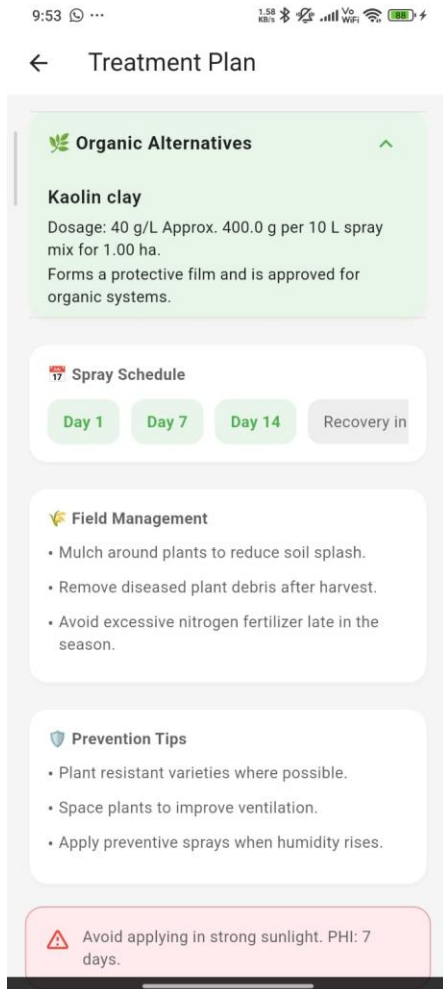 9:53 ...
1.58
KB/s
Vo
WiFi
88
Treatment Plan
Organic Alternatives
Kaolin clay
Dosage: 40 g/L Approx. 400.0 g per 10 L spray
mix for 1.00 ha.
Forms a protective film and is approved for
organic systems.
17
Spray Schedule
Day 1
Day 7
Day 14
Recovery in
Field Management
• Mulch around plants to reduce soil splash.
• Remove diseased plant debris after harvest.
• Avoid excessive nitrogen fertilizer late in the
season.
Prevention Tips
• Plant resistant varieties where possible.
• Space plants to improve ventilation.
• Apply preventive sprays when humidity rises.
Avoid applying in strong sunlight. PHI: 7
days.